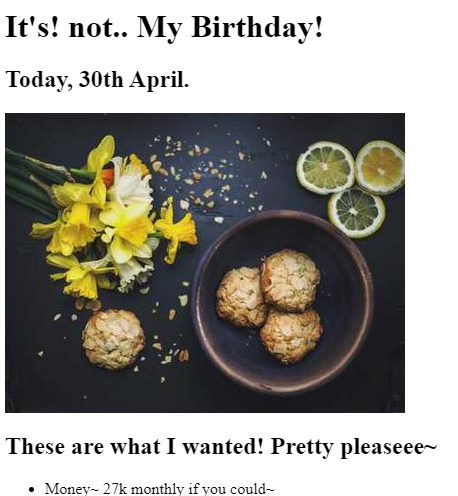 It's! not.. My Birthday!
Today, 30th April.
These are what I wanted! Pretty pleaseee~
Money~ 27k monthly if you could~